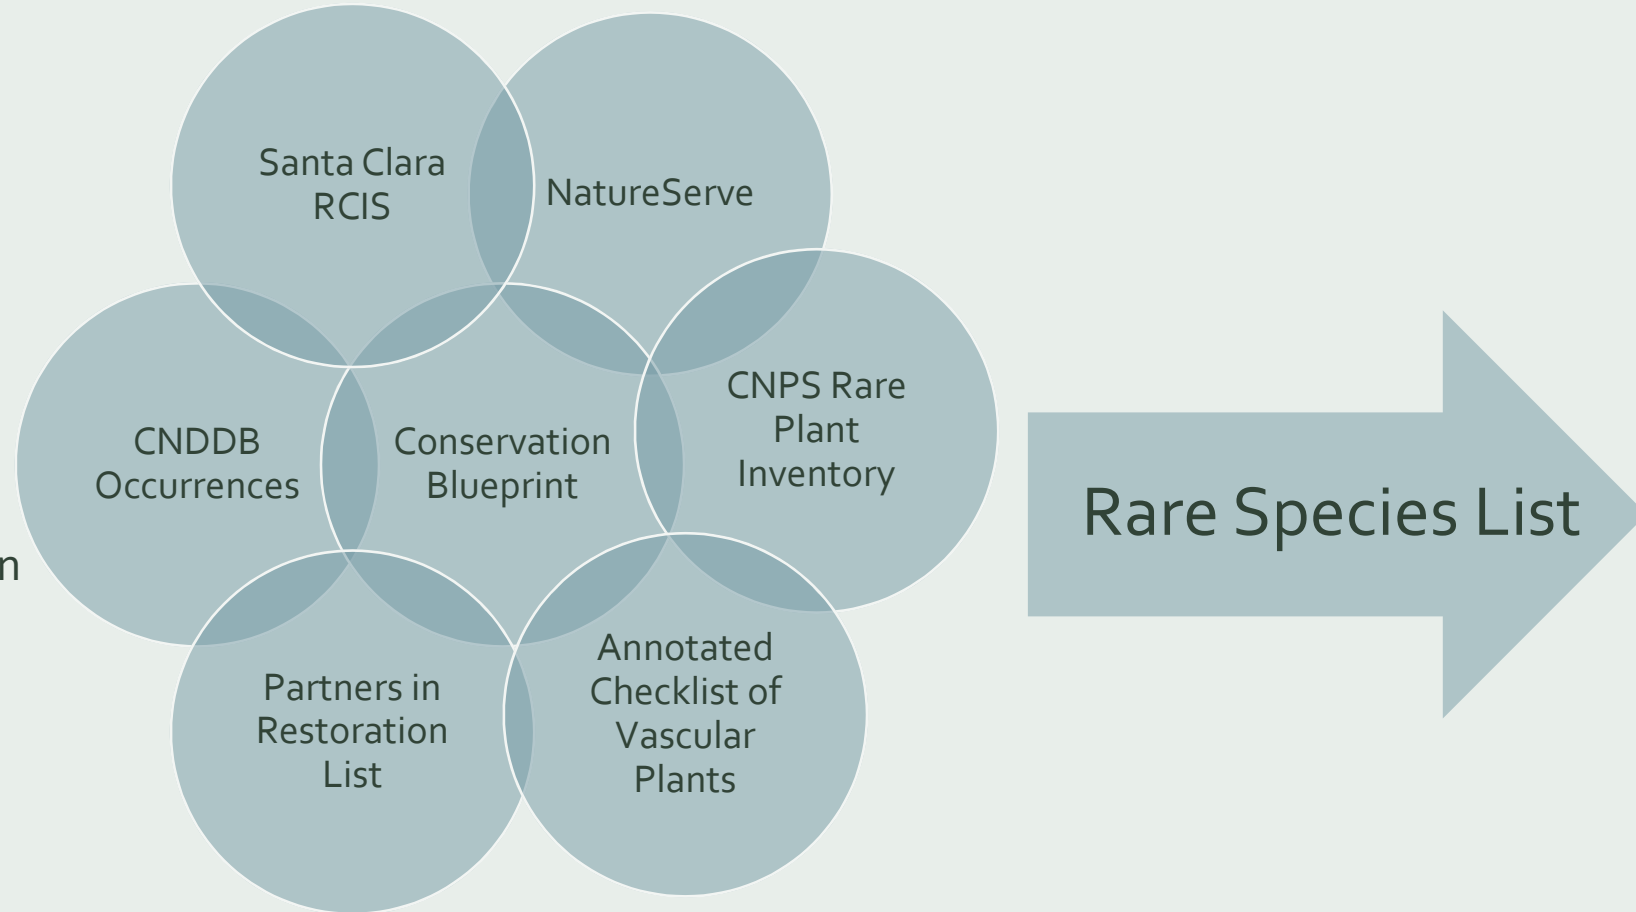 Santa Clara
RCIS
NatureServe
CNPS Rare
Plant
Inventory
CNDDB
Occurrences
Conservation
Blueprint
Rare Species List
n
Partners in
Restoration
List
Annotated
Checklist of
Vascular
Plants